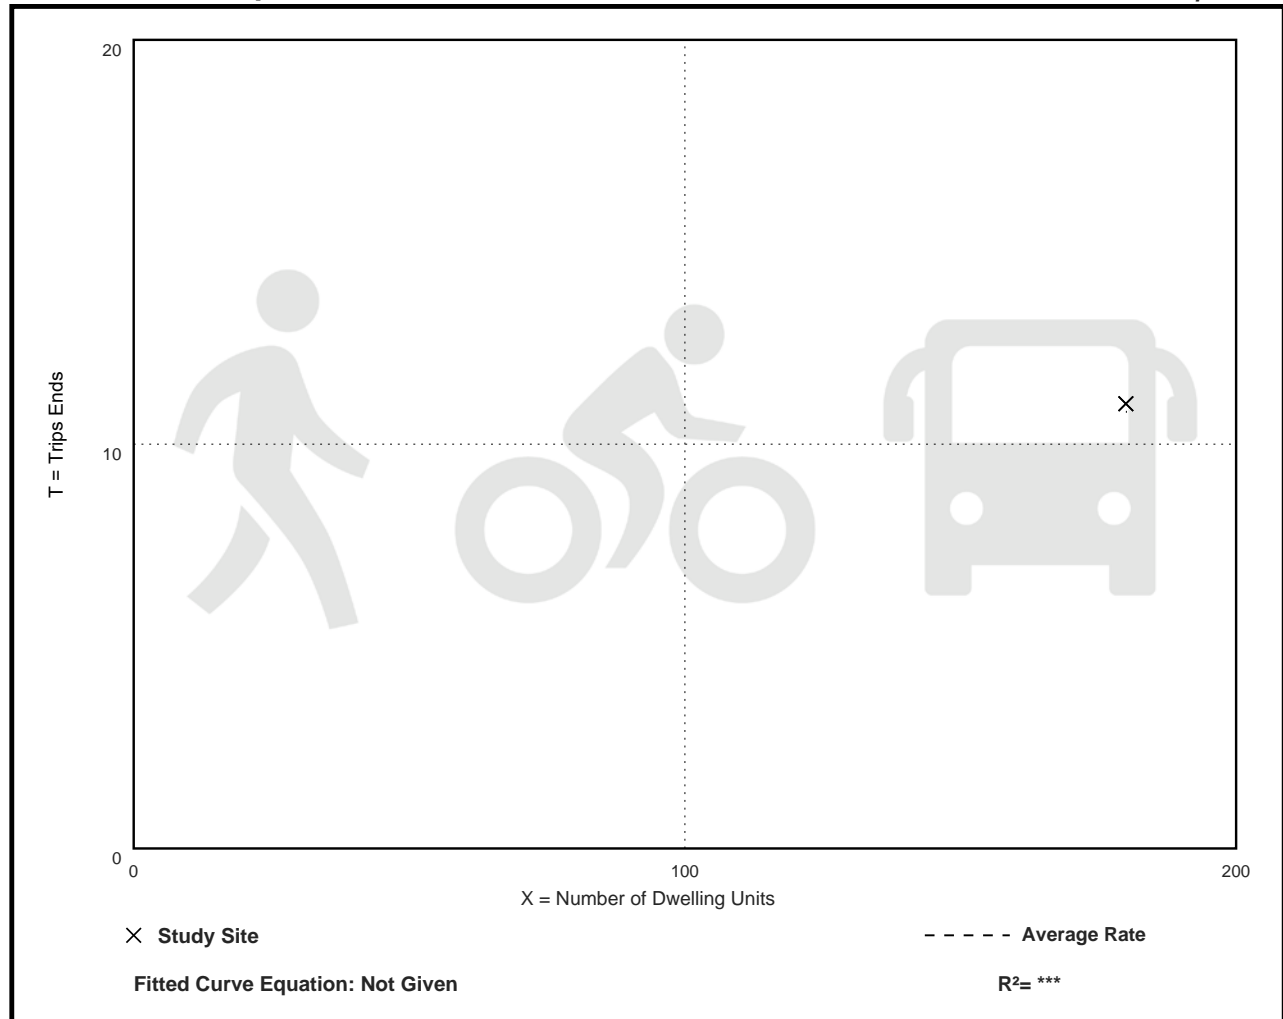 20
T = Trips Ends
10
0
0 100 200
X = Number of Dwelling Units
Study Site
Average Rate
Fitted Curve Equation: Not Given
R²= ***